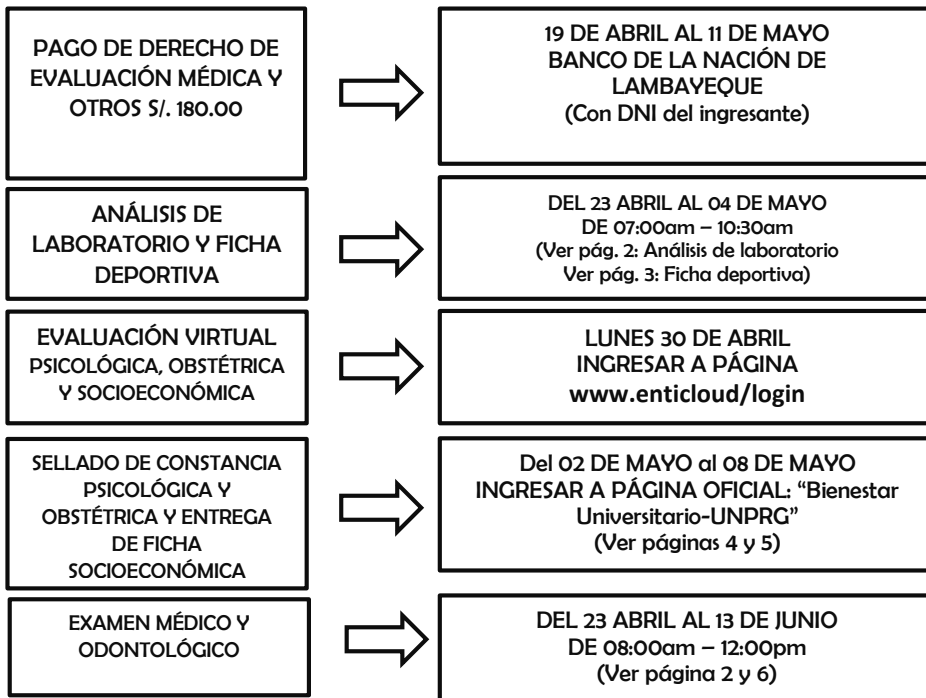 PAGO DE DERECHO DE
EVALUACIÓN MÉDICA Y
OTROS S/. 180.00
19 DE ABRIL AL 11 DE MAYO
BANCO DE LA NACIÓN DE
LAMBAYEQUE
(Con DNI del ingresante)
ANÁLISIS DE
LABORATORIO Y FICHA
DEPORTIVA
DEL 23 ABRIL AL 04 DE MAYO
DE 07:00am – 10:30am
(Ver pág. 2: Análisis de laboratorio
Ver pág. 3: Ficha deportiva)
EVALUACIÓN VIRTUAL
PSICOLÓGICA, OBSTÉTRICA
Y SOCIOECONÓMICA
LUNES 30 DE ABRIL
INGRESAR A PÁGINA
www.enticloud/login
SELLADO DE CONSTANCIA
PSICOLÓGICA Y
OBSTÉTRICA Y ENTREGA
DE FICHA
SOCIOECONÓMICA
Del 02 DE MAYO al 08 DE MAYO
INGRESAR A PÁGINA OFICIAL: “Bienestar
Universitario-UNPRG”
(Ver páginas 4 y 5)
EXAMEN MÉDICO Y
ODONTOLÓGICO
DEL 23 ABRIL AL 13 DE JUNIO
DE 08:00am – 12:00pm
(Ver página 2 y 6)